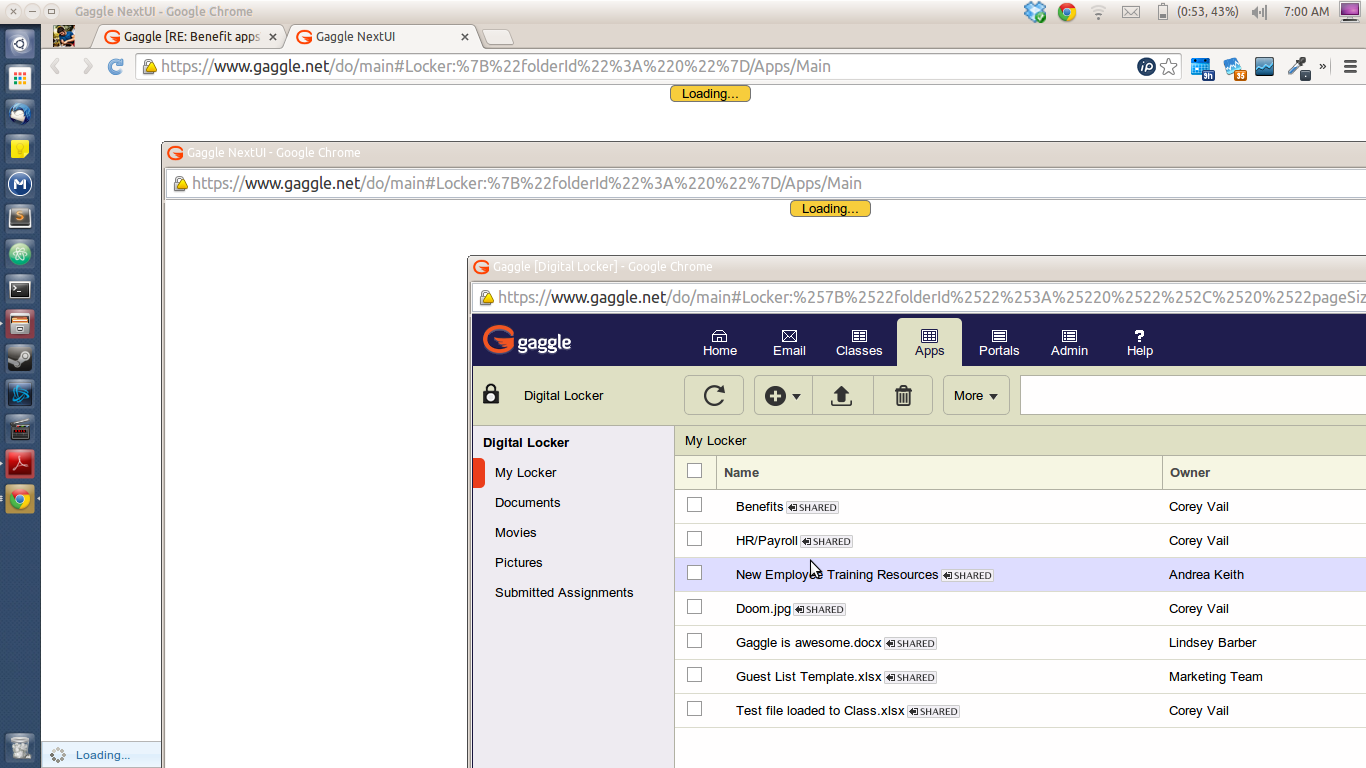 Gaggle NextUI - Google Chrome
(0:53, 43%)
7:00 AM
Gaggle [RE: Benefit apps
Gaggle NextUI
https://www.gaggle.net/do/main#Locker:%7B%22folderId%22%3A%220%22%7D/Apps/Main
Loading...
Gaggle NextUI - Google Chrome
https://www.gaggle.net/do/main#Locker:%7B%22folderId%22%3A%220%22%7D/Apps/Main
Loading...
Gaggle [Digital Locker] - Google Chrome
https://www.gaggle.net/do/main#Locker:%257B%2522folderId%2522%253A%25220%2522%252C%2520%2522pageSiz
gaggle
Home
Email
Classes
Apps
Portals
Admin
Help
Digital Locker
More
Digital Locker
My Locker
Documents
Movies
Pictures
Submitted Assignments
My Locker
Name
Owner
Benefits SHARED
Corey Vail
HR/Payroll SHARED
Corey Vail
New Employee Training Resources SHARED
Andrea Keith
Doom.jpg SHARED
Corey Vail
Gaggle is awesome.docx SHARED
Lindsey Barber
Guest List Template.xlsx SHARED
Marketing Team
Test file loaded to Class.xlsx SHARED
Corey Vail
Loading...